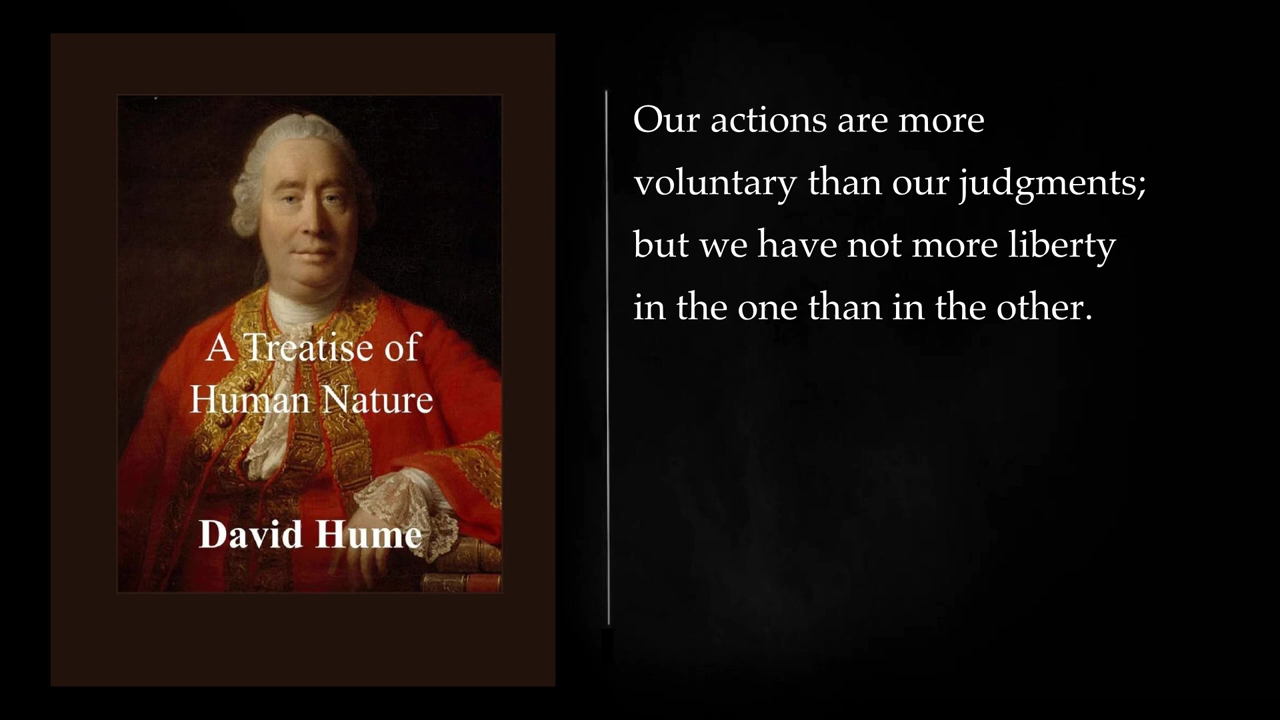 A Treatise of
Human Nature
David Hume
Our actions are more
voluntary than our judgments;
but we have not more liberty
in the one than in the other.